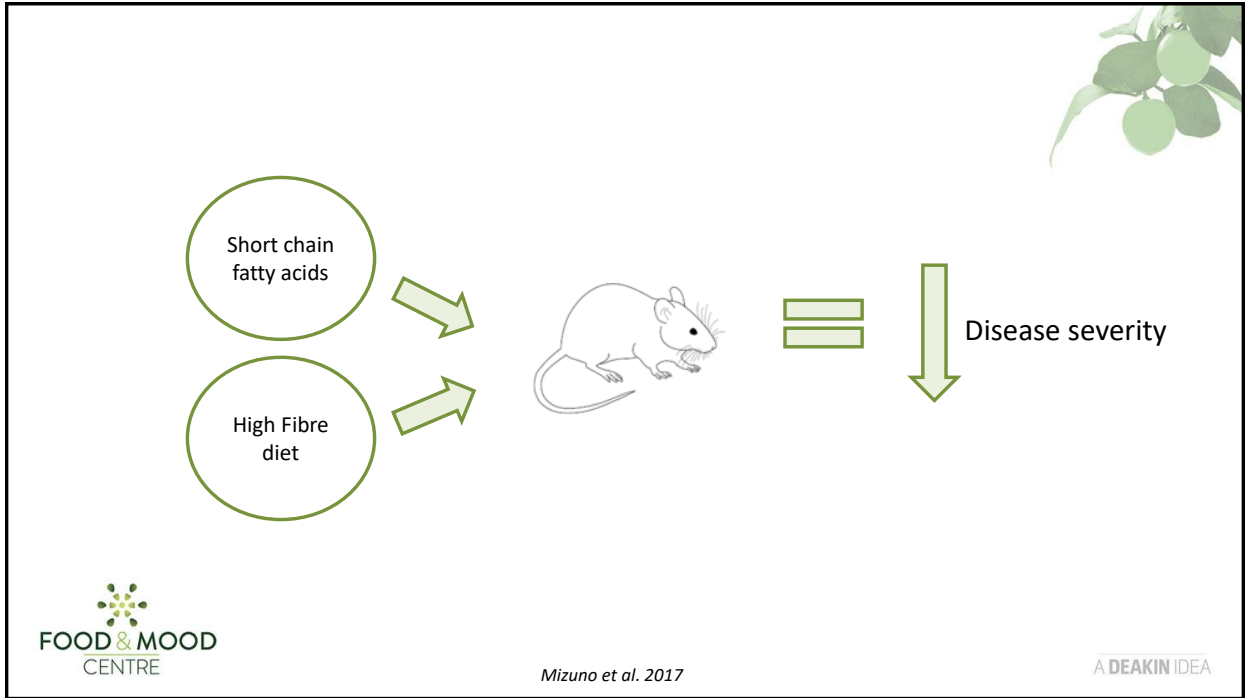 Short chain
fatty acids
High Fibre
diet
Disease severity
FOOD & MOOD
CENTRE
Mizuno et al. 2017
A DEAKIN IDEA